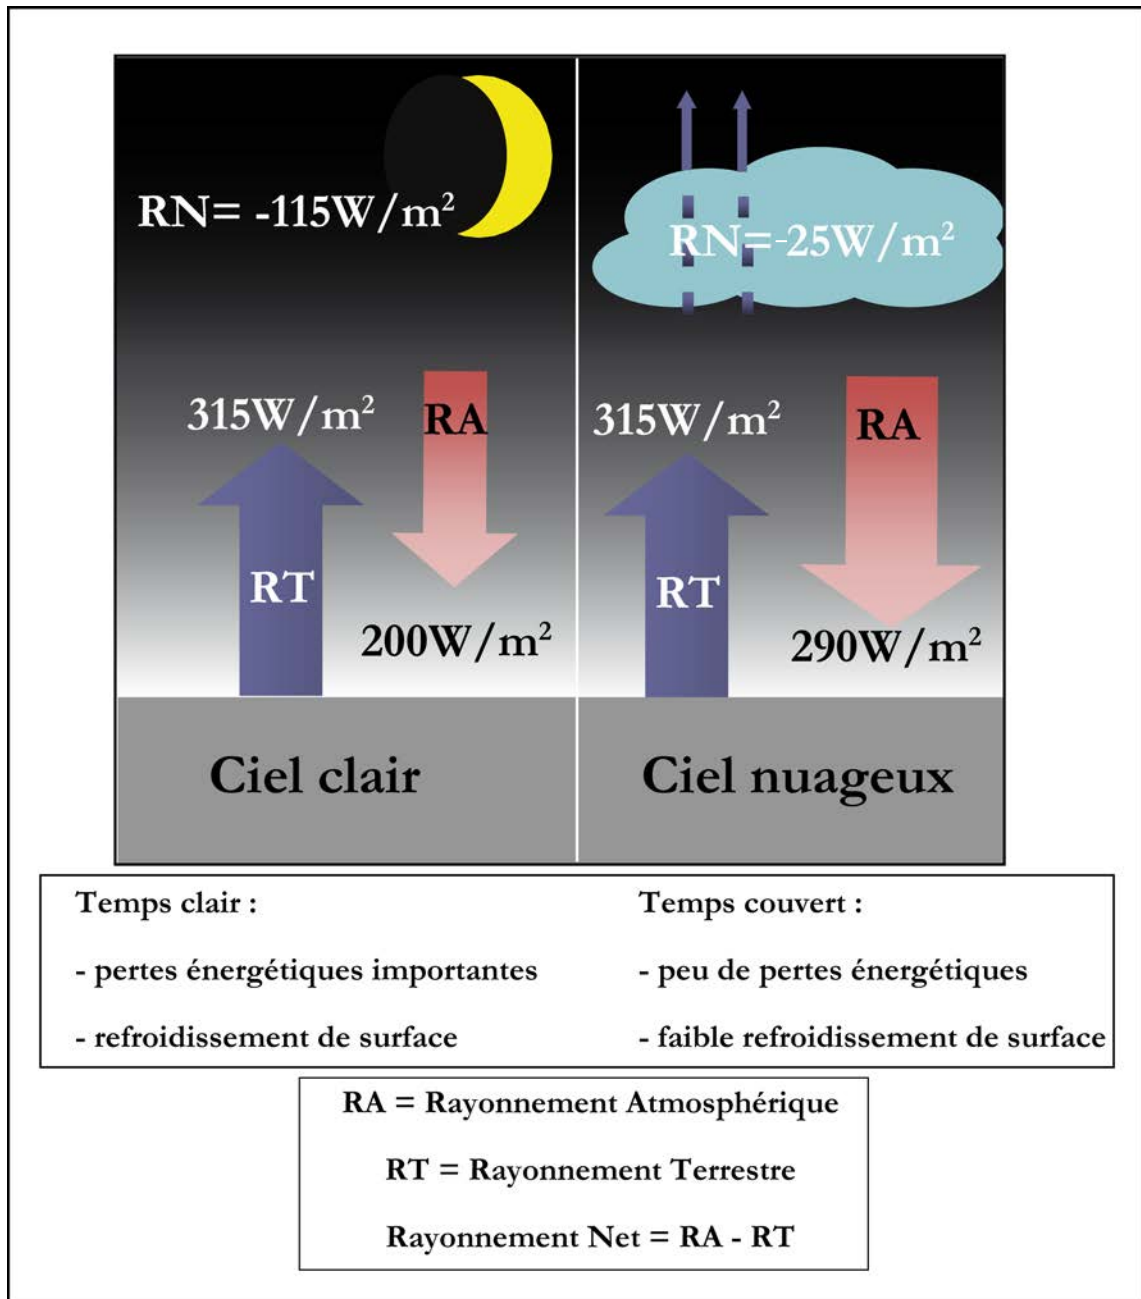 RN= -115W/m²
315W/m²
RA
RT
200W/m²
Ciel clair
RN=-25W/m²
315W/m²
RA
RT
290W/m²
Ciel nuageux
Temps clair :
- pertes énergétiques importantes
- refroidissement de surface
Temps couvert :
- peu de pertes énergétiques
- faible refroidissement de surface
RA = Rayonnement Atmosphérique
RT = Rayonnement Terrestre
Rayonnement Net = RA - RT